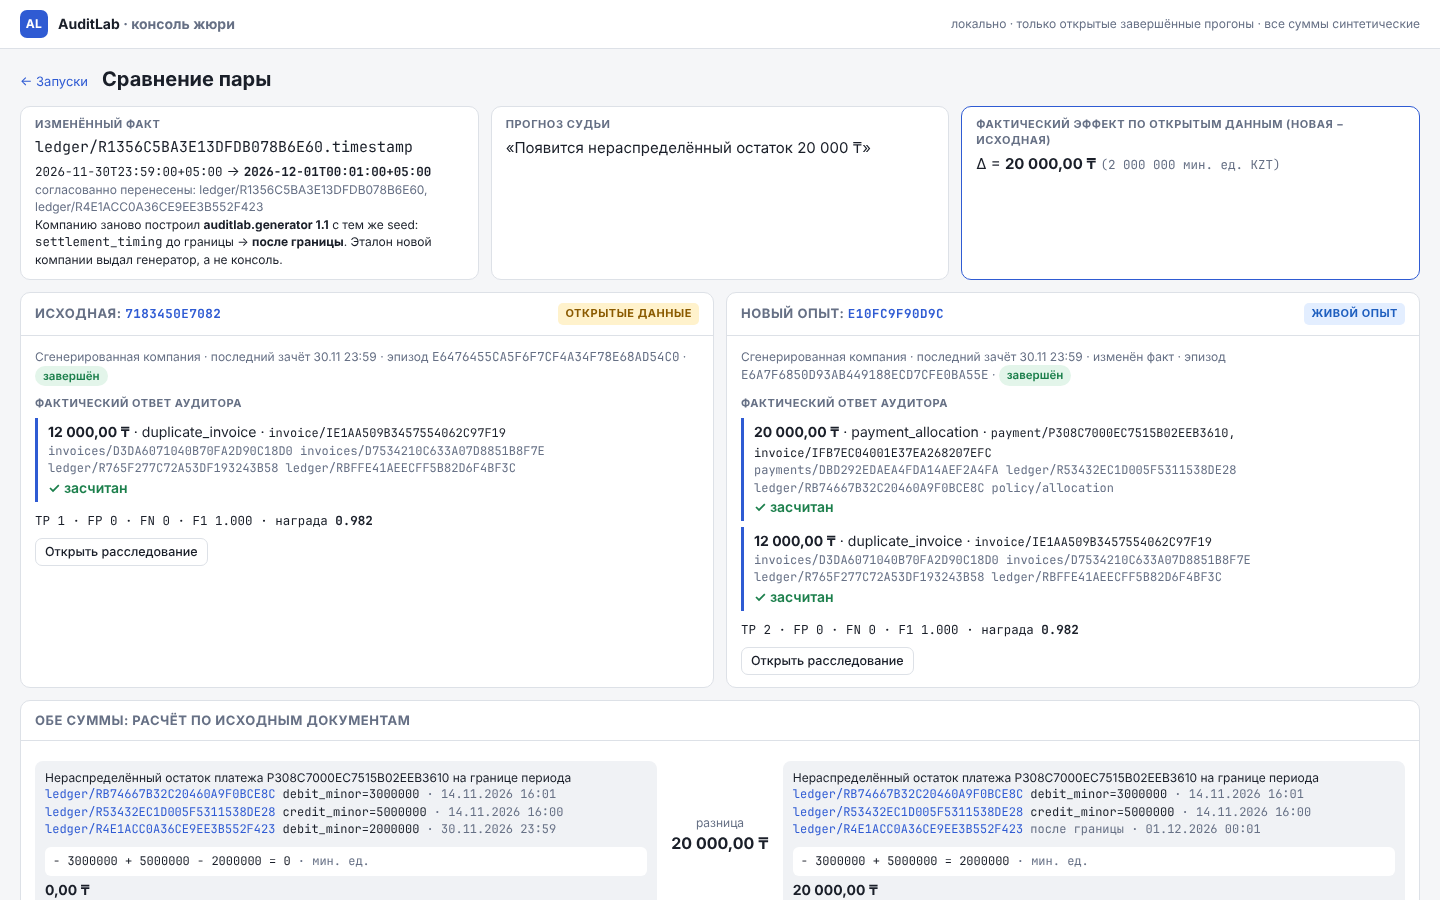 AL AuditLab · консоль жюри
локально · только открытые завершённые прогоны · все суммы синтетические
← Запуски Сравнение пары
ИЗМЕНЁННЫЙ ФАКТ
ledger/R1356C5BA3E13DFDB078B6E60.timestamp
2026-11-30T23:59:00+05:00 → 2026-12-01T00:01:00+05:00
согласованно перенесены: ledger/R1356C5BA3E13DFDB078B6E60,
ledger/R4E1ACC0A36CE9EE3B552F423
Компанию заново построил auditlab.generator 1.1 с тем же seed:
settlement_timing до границы → после границы. Эталон новой
компании выдал генератор, а не консоль.
ПРОГНОЗ СУДЬИ
«Появится нераспределённый остаток 20 000 ₸»
ФАКТИЧЕСКИЙ ЭФФЕКТ ПО ОТКРЫТЫМ ДАННЫМ (НОВАЯ −
ИСХОДНАЯ)
Δ = 20 000,00 ₸ (2 000 000 мин. ед. KZT)
ИСХОДНАЯ: 7183450E7082
ОТКРЫТЫЕ ДАННЫЕ
Сгенерированная компания · последний зачёт 30.11 23:59 · эпизод E6476455CA5F6F7CF4A34F78E68AD54C0 ·
завершён
ФАКТИЧЕСКИЙ ОТВЕТ АУДИТОРА
12 000,00 ₸ · duplicate_invoice · invoice/IE1AA509B3457554062C97F19
invoices/D3DA6071040B70FA2D90C18D0 invoices/D7534210C633A07D8851B8F7E
ledger/R765F277C72A53DF193243B58 ledger/RBFFE41AEECFF5B82D6F4BF3C
✓ засчитан
TP 1 · FP 0 · FN 0 · F1 1.000 · награда 0.982
Открыть расследование
НОВЫЙ ОПЫТ: E10FC9F90D9C
ЖИВОЙ ОПЫТ
Сгенерированная компания · последний зачёт 30.11 23:59 · изменён факт · эпизод
E6A7F6850D93AB449188ECD7CFE0BA55E · завершён
ФАКТИЧЕСКИЙ ОТВЕТ АУДИТОРА
20 000,00 ₸ · payment_allocation · payment/P308C7000EC7515B02EEB3610,
invoice/IFB7EC04001E37EA268207EFC
payments/DBD292EDAEA4FDA14AEF2A4FA ledger/R53432EC1D005F5311538DE28
ledger/RB74667B32C20460A9F0BCE8C policy/allocation
✓ засчитан
12 000,00 ₸ · duplicate_invoice · invoice/IE1AA509B3457554062C97F19
invoices/D3DA6071040B70FA2D90C18D0 invoices/D7534210C633A07D8851B8F7E
ledger/R765F277C72A53DF193243B58 ledger/RBFFE41AEECFF5B82D6F4BF3C
✓ засчитан
TP 2 · FP 0 · FN 0 · F1 1.000 · награда 0.982
Открыть расследование
ОБЕ СУММЫ: РАСЧЁТ ПО ИСХОДНЫМ ДОКУМЕНТАМ
Нераспределённый остаток платежа P308C7000EC7515B02EEB3610 на границе периода
ledger/RB74667B32C20460A9F0BCE8C debit_minor=3000000 · 14.11.2026 16:01
ledger/R53432EC1D005F5311538DE28 credit_minor=5000000 · 14.11.2026 16:00
ledger/R4E1ACC0A36CE9EE3B552F423 debit_minor=2000000 · 30.11.2026 23:59
- 3000000 + 5000000 - 2000000 = 0 · мин. ед.
0,00 ₸
разница
20 000,00 ₸
Нераспределённый остаток платежа P308C7000EC7515B02EEB3610 на границе периода
ledger/RB74667B32C20460A9F0BCE8C debit_minor=3000000 · 14.11.2026 16:01
ledger/R53432EC1D005F5311538DE28 credit_minor=5000000 · 14.11.2026 16:00
ledger/R4E1ACC0A36CE9EE3B552F423 после границы · 01.12.2026 00:01
- 3000000 + 5000000 = 2000000 · мин. ед.
20 000,00 ₸